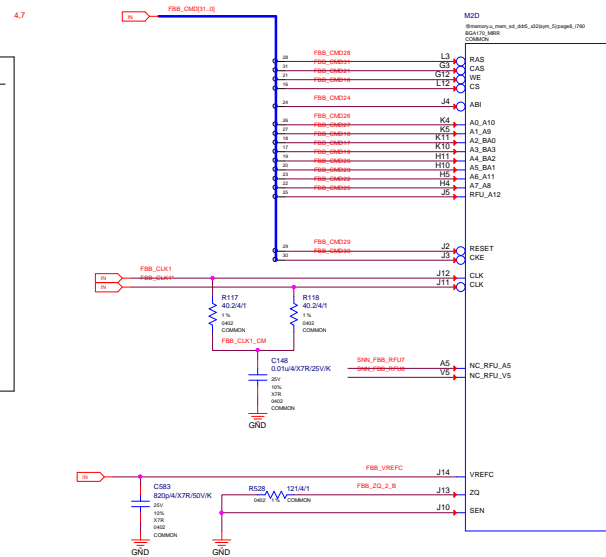 4,7
FBB_CMD[31..0]
IN
M2D
BGA170_MIRR
COMMON
28 FBB_CMD28 L3 RAS
31 FBB_CMD31 G3 CAS
21 FBB_CMD21 G12 WE
16 FBB_CMD16 L12 CS
24 FBB_CMD24 J4 ABI
26 FBB_CMD26 K4 A0_A10
27 FBB_CMD27 K5 A1_A9
18 FBB_CMD18 K11 A2_BA0
17 FBB_CMD17 K10 A3_BA3
19 FBB_CMD19 H11 A4_BA2
20 FBB_CMD20 H10 A5_BA1
23 FBB_CMD23 H5 A6_A11
22 FBB_CMD22 H4 A7_A8
25 FBB_CMD25 J5 RFU_A12
29 FBB_CMD29 J2 RESET
30 FBB_CMD30 J3 CKE
IN FBB_CLK1 J12 CLK
IN FBB_CLK1* J11 CLK
R117 R118
40.2/4/1 40.2/4/1
1 % 1 %
0402 0402
COMMON COMMON
FBB_CLK1_CM
C148
0.01u/4/X7R/25V/K
25V
10%
X7R
0402
COMMON
GND
SNN_FBB_RFU7 A5 NC_RFU_A5
V5 NC_RFU_V5
IN FBB_VREFC J14 VREFC
C583
820p/4/X7R/50V/K
25V
10%
X7R
0402
COMMON
GND
R528 121/4/1 FBB_ZQ_2_B J13 ZQ
0402 1 % COMMON
J10 SEN
GND